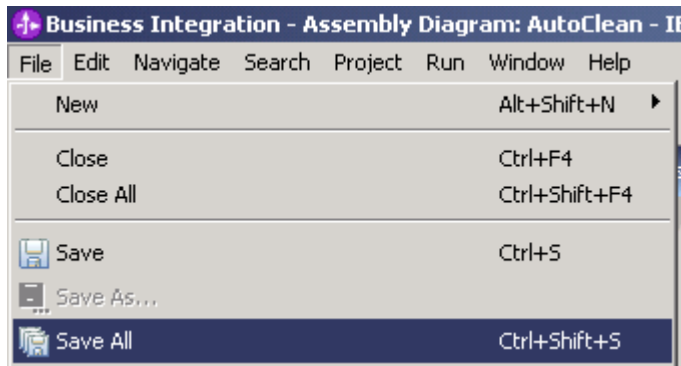 Business Integration - Assembly Diagram: AutoClean - I
File Edit Navigate Search Project Run Window Help
New Alt+Shift+N
Close Ctrl+F4
Close All Ctrl+Shift+F4
Save Ctrl+S
Save As...
Save All Ctrl+Shift+S